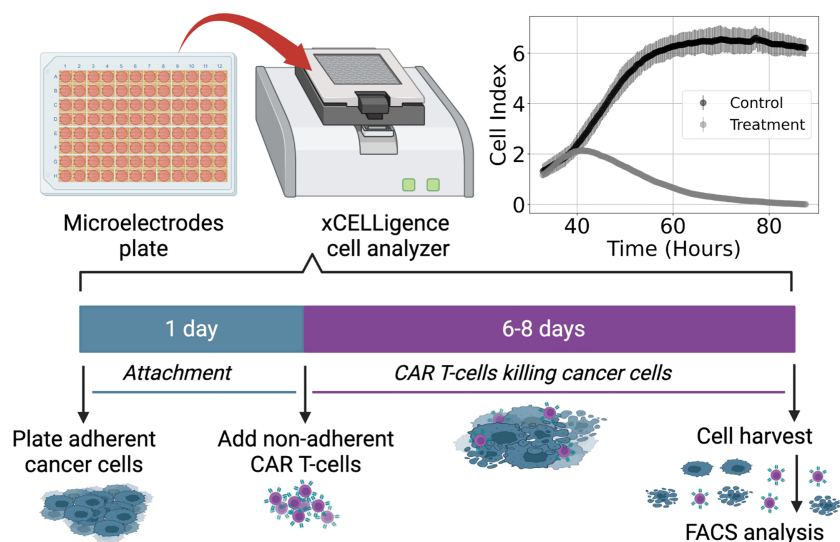 1 2 3 4 5 6 7 8 9 10 11 12
A
B
C
D
E
F
G
H
Microelectrodes
plate
xCELLigence
cell analyzer
Cell Index
6
4
2
0
Control
Treatment
40 60 80
Time (Hours)
1 day
6-8 days
Attachment
CAR T-cells killing cancer cells
Plate adherent
cancer cells
Add non-adherent
CAR T-cells
Cell harvest
FACS analysis